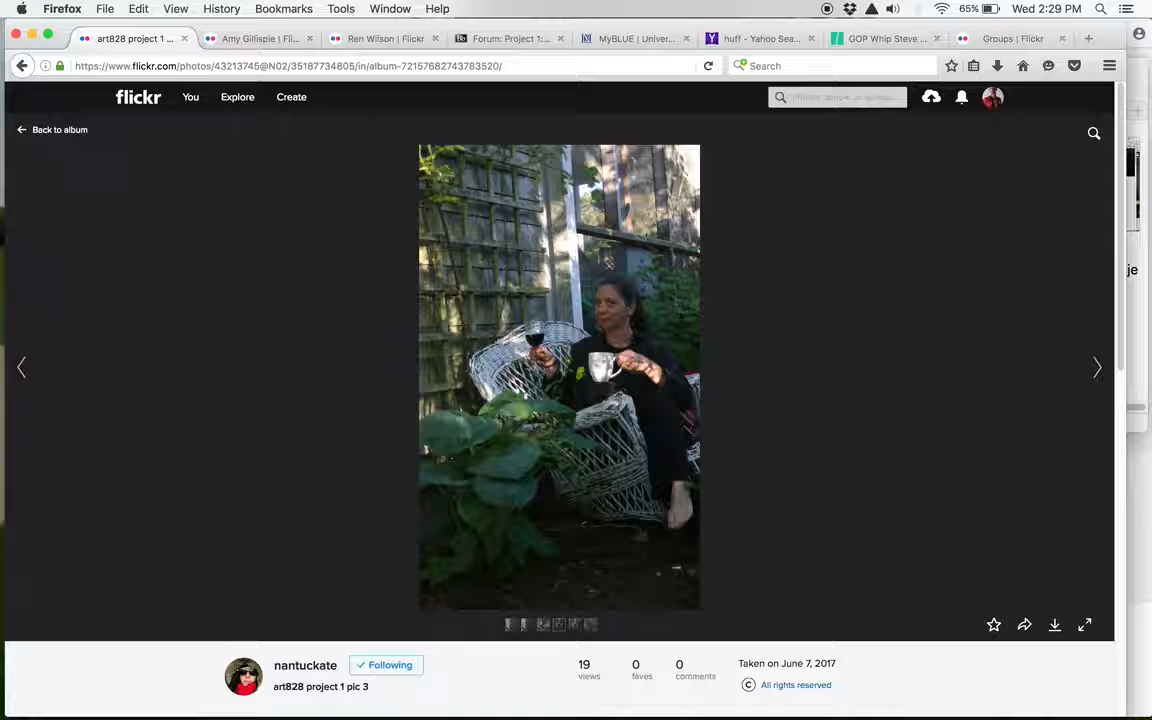 Firefox File Edit View History Bookmarks Tools Window Help 65% Wed 2:29 PM
art828 project 1 ... Amy Gillispie | Fli... Ren Wilson | Flickr Forum: Project 1:... MyBLUE | Univer... huff - Yahoo Sea... GOP Whip Steve ... Groups | Flickr
https://www.flickr.com/photos/43213745@N02/35187734805/in/album-72157682743783520/ Search
flickr You Explore Create
Back to album
je
nantuckate Following
art828 project 1 pic 3
19 views
0 faves
0 comments
Taken on June 7, 2017
All rights reserved